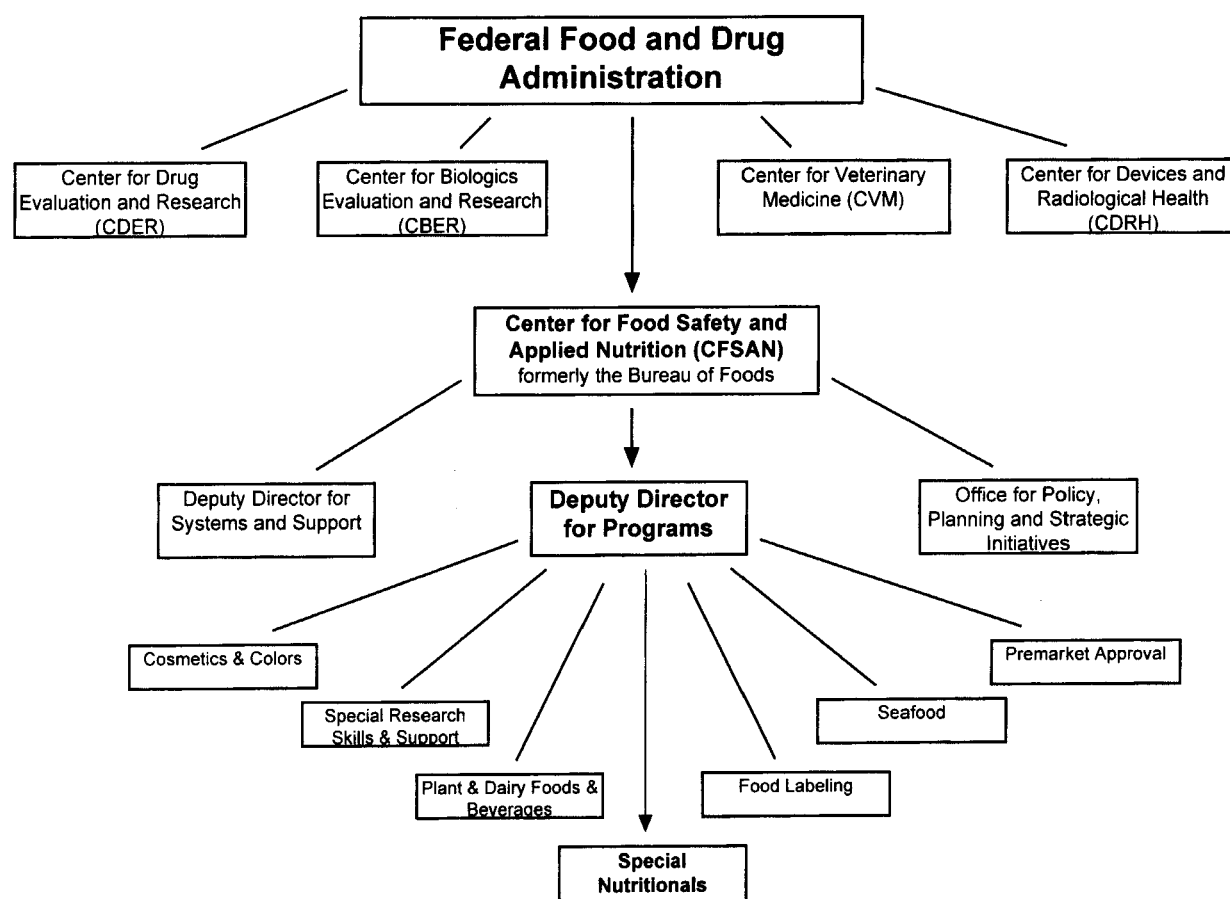 Federal Food and Drug
Administration
Center for Drug
Evaluation and Research
(CDER)
Center for Biologics
Evaluation and Research
(CBER)
Center for Veterinary
Medicine (CVM)
Center for Devices and
Radiological Health
(CDRH)
Center for Food Safety and
Applied Nutrition (CFSAN)
formerly the Bureau of Foods
Deputy Director for
Systems and Support
Deputy Director
for Programs
Office for Policy,
Planning and Strategic
Initiatives
Cosmetics & Colors
Special Research
Skills & Support
Plant & Dairy Foods &
Beverages
Special
Nutritionals
Food Labeling
Seafood
Premarket Approval